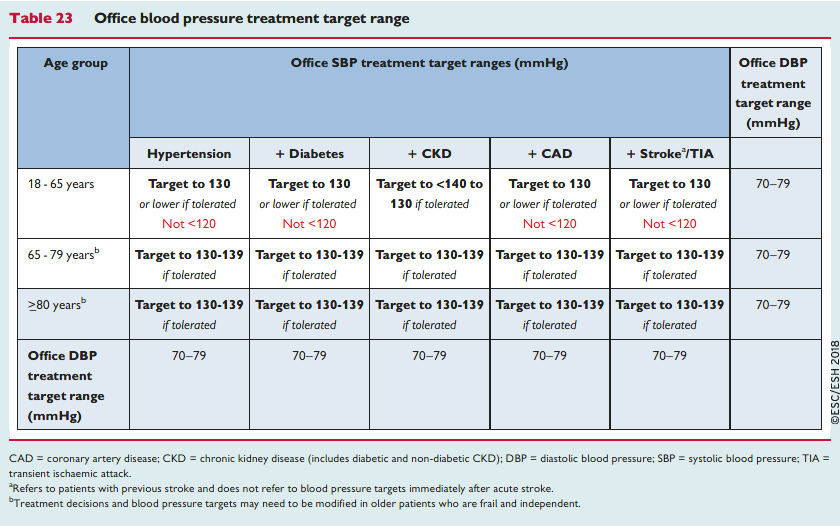 Table 23 Office blood pressure treatment target range
Age group Office SBP treatment target ranges (mmHg) Office DBP treatment target range (mmHg)
Hypertension + Diabetes + CKD + CAD + Strokeᵃ/TIA
18 - 65 years Target to 130 or lower if tolerated Not <120 Target to 130 or lower if tolerated Not <120 Target to <140 to 130 if tolerated Target to 130 or lower if tolerated Not <120 Target to 130 or lower if tolerated Not <120 70–79
65 - 79 yearsᵇ Target to 130-139 if tolerated Target to 130-139 if tolerated Target to 130-139 if tolerated Target to 130-139 if tolerated Target to 130-139 if tolerated 70–79
≥80 yearsᵇ Target to 130-139 if tolerated Target to 130-139 if tolerated Target to 130-139 if tolerated Target to 130-139 if tolerated Target to 130-139 if tolerated 70–79
Office DBP treatment target range (mmHg) 70–79 70–79 70–79 70–79 70–79
©ESC/ESH 2018
CAD = coronary artery disease; CKD = chronic kidney disease (includes diabetic and non-diabetic CKD); DBP = diastolic blood pressure; SBP = systolic blood pressure; TIA =
transient ischaemic attack.
ᵃRefers to patients with previous stroke and does not refer to blood pressure targets immediately after acute stroke.
ᵇTreatment decisions and blood pressure targets may need to be modified in older patients who are frail and independent.